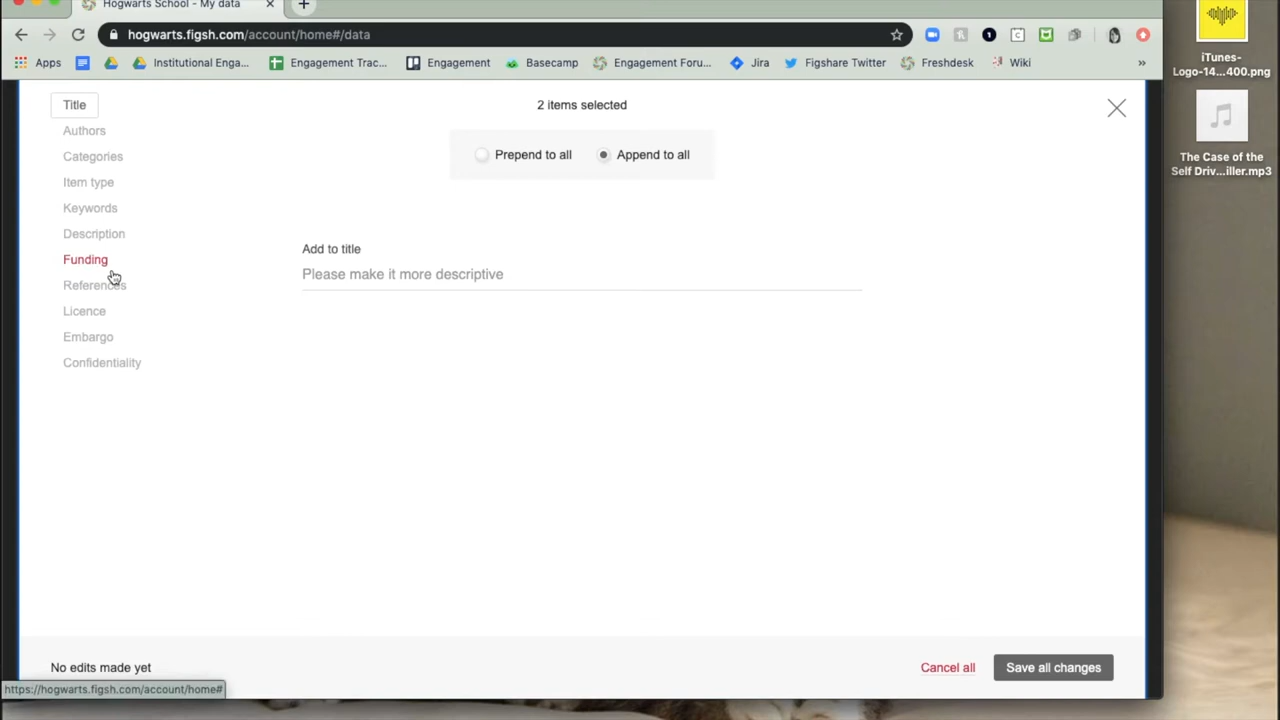 Hogwarts School - My data
hogwarts.figsh.com/account/home#/data
Apps
Institutional Enga...
Engagement Trac...
Engagement
Basecamp
Engagement Foru...
Jira
Figshare Twitter
Freshdesk
Wiki
»
Title
Authors
Categories
Item type
Keywords
Description
Funding
References
Licence
Embargo
Confidentiality
2 items selected
Prepend to all
Append to all
Add to title
Please make it more descriptive
No edits made yet
Cancel all
Save all changes
https://hogwarts.figsh.com/account/home#
iTunes-
Logo-14...400.png
The Case of the
Self Driv...iller.mp3